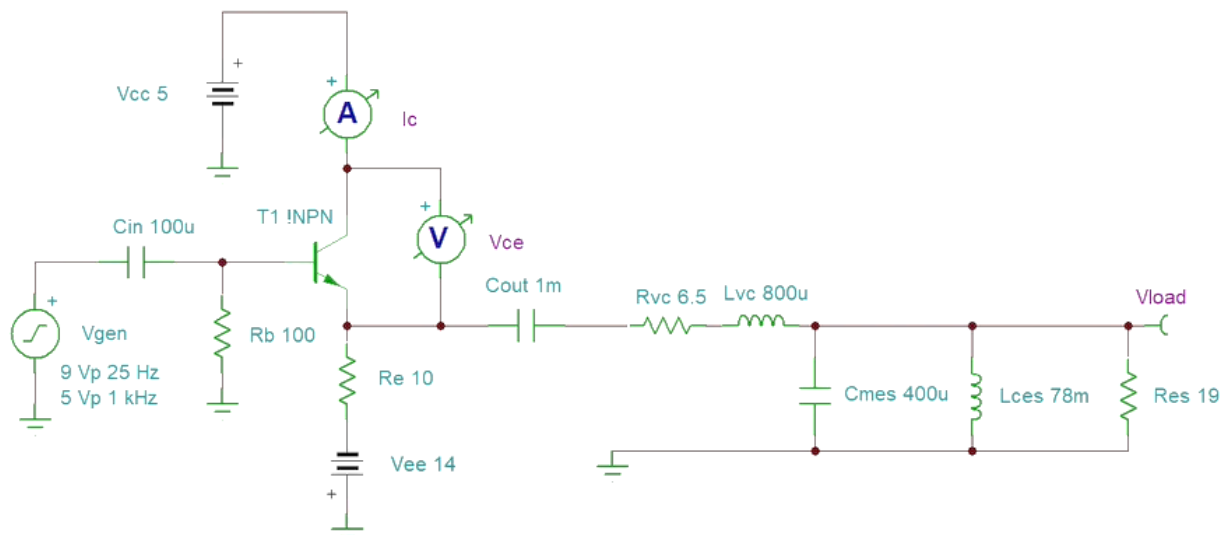 +
Vcc 5
+
A
Ic
T1 !NPN
Cin 100u
+
V
Vce
Cout 1m
Rvc 6.5
Lvc 800u
Vload
+
Vgen
9 Vp 25 Hz
5 Vp 1 kHz
Rb 100
Re 10
Cmes 400u
Lces 78m
Res 19
Vee 14
+